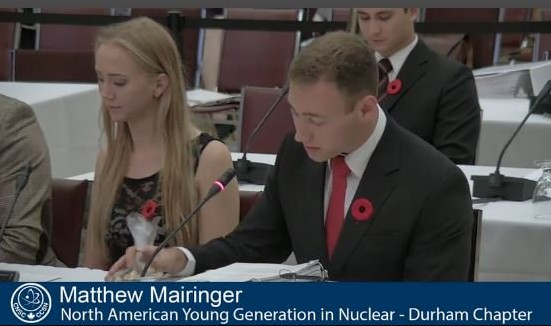 Matthew Mairinger
North American Young Generation in Nuclear - Durham Chapter